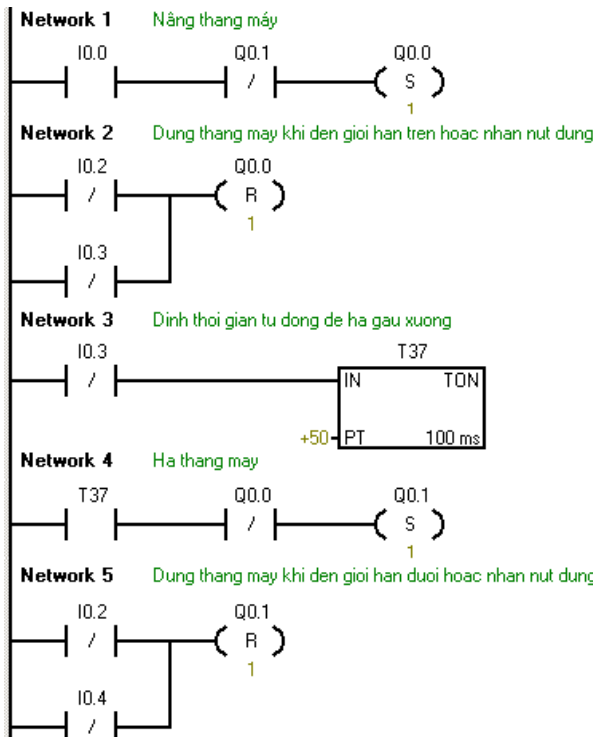 Network 1 Nâng thang máy
I0.0 Q0.1 Q0.0
/ S
1
Network 2 Dung thang may khi den gioi han tren hoac nhan nut dung
I0.2 Q0.0
/ R
1
I0.3
/
Network 3 Dinh thoi gian tu dong de ha gau xuong
I0.3 T37
/ IN TON
+50 PT 100 ms
Network 4 Ha thang may
T37 Q0.0 Q0.1
/ S
1
Network 5 Dung thang may khi den gioi han duoi hoac nhan nut dung
I0.2 Q0.1
/ R
1
I0.4
/